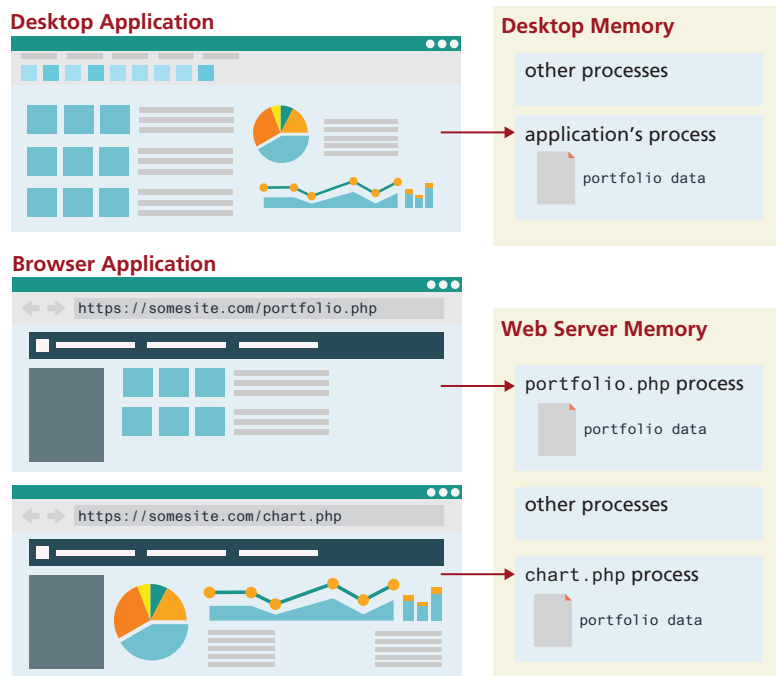 Desktop Application
Desktop Memory
other processes
application's process
portfolio data
Browser Application
https://somesite.com/portfolio.php
Web Server Memory
portfolio.php process
portfolio data
other processes
https://somesite.com/chart.php
chart.php process
portfolio data